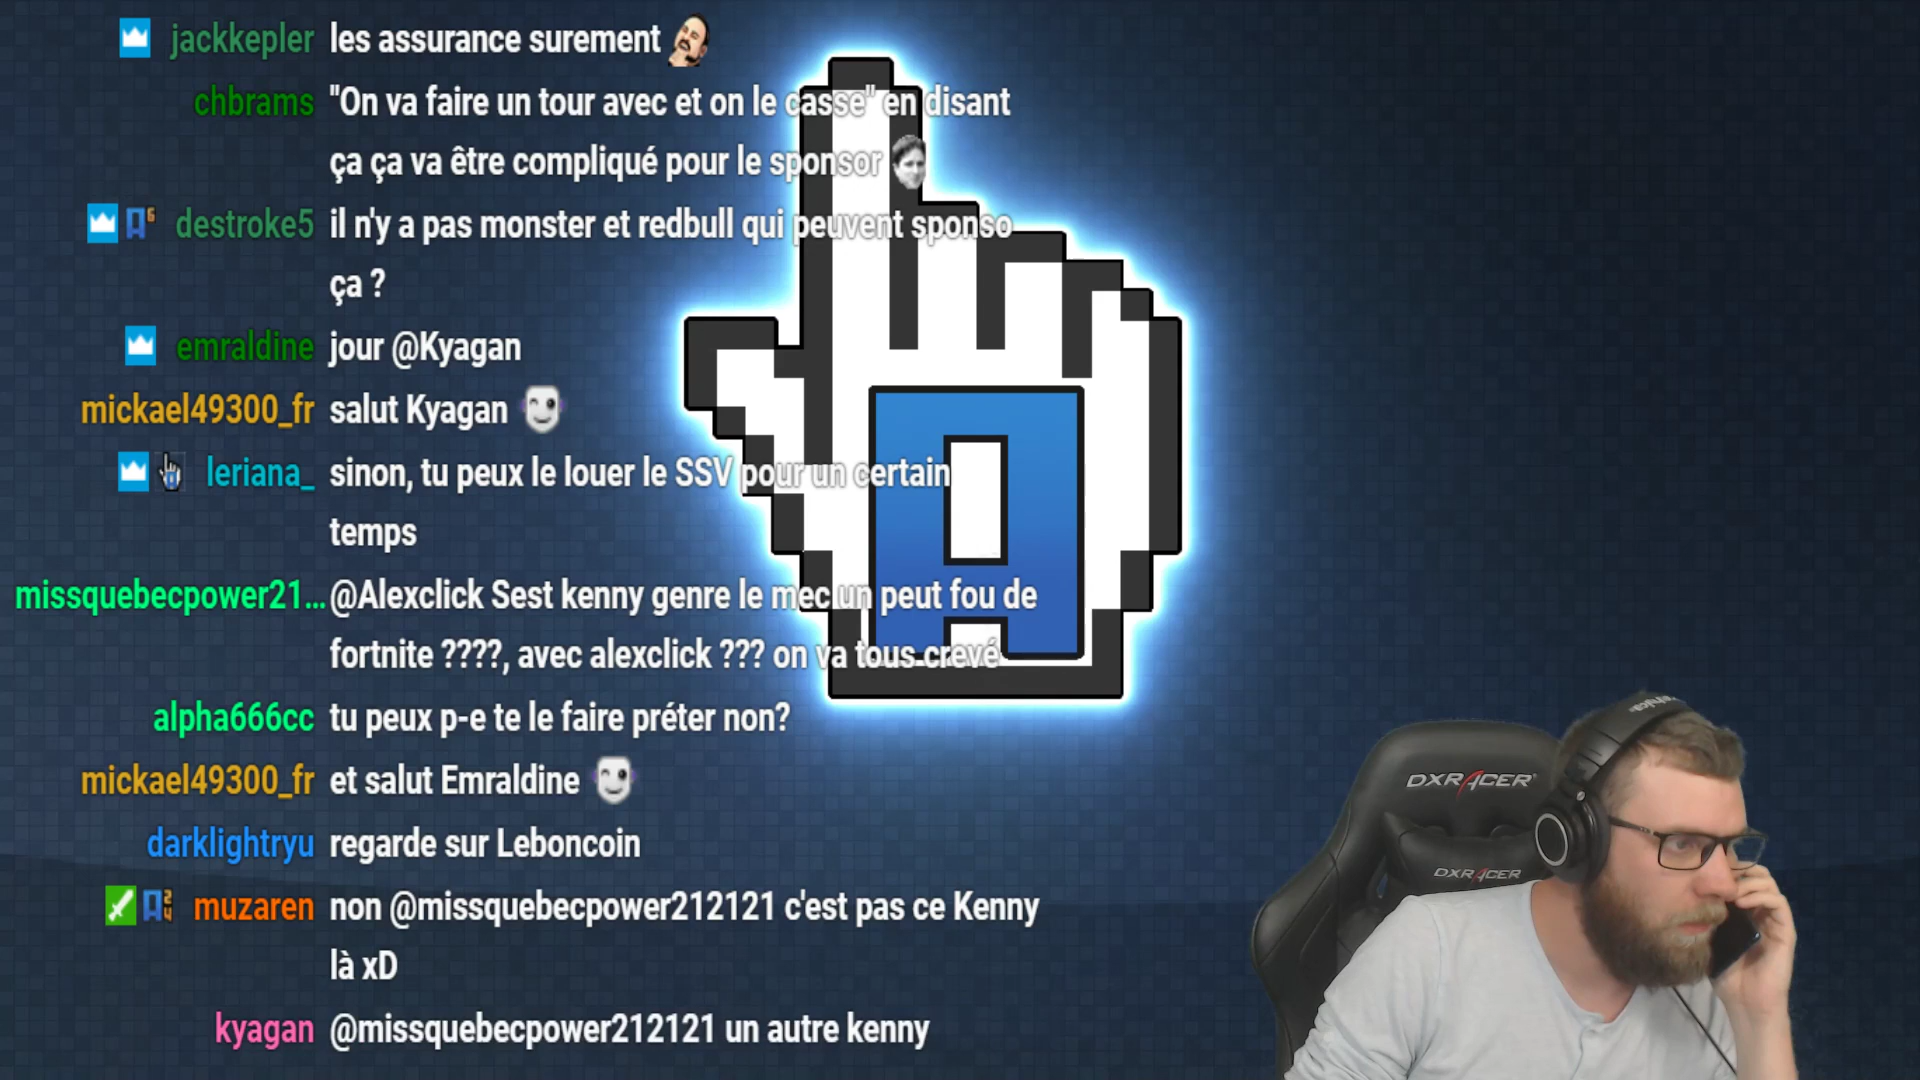 jackkepler les assurance surement
chbrams "On va faire un tour avec et on le casse" en disant
ça ça va être compliqué pour le sponsor
destroke5 il n'y a pas monster et redbull qui peuvent sponso
ça ?
emraldine jour @Kyagan
mickael49300_fr salut Kyagan
leriana_ sinon, tu peux le louer le SSV pour un certain
temps
missquebecpower21... @Alexclick Sest kenny genre le mec un peut fou de
fortnite ????, avec alexclick ??? on va tous crevé
alpha666cc tu peux p-e te le faire préter non?
mickael49300_fr et salut Emraldine
darklightryu regarde sur Leboncoin
muzaren non @missquebecpower212121 c'est pas ce Kenny
là xD
kyagan @missquebecpower212121 un autre kenny
A
DXRACER
DXRACER